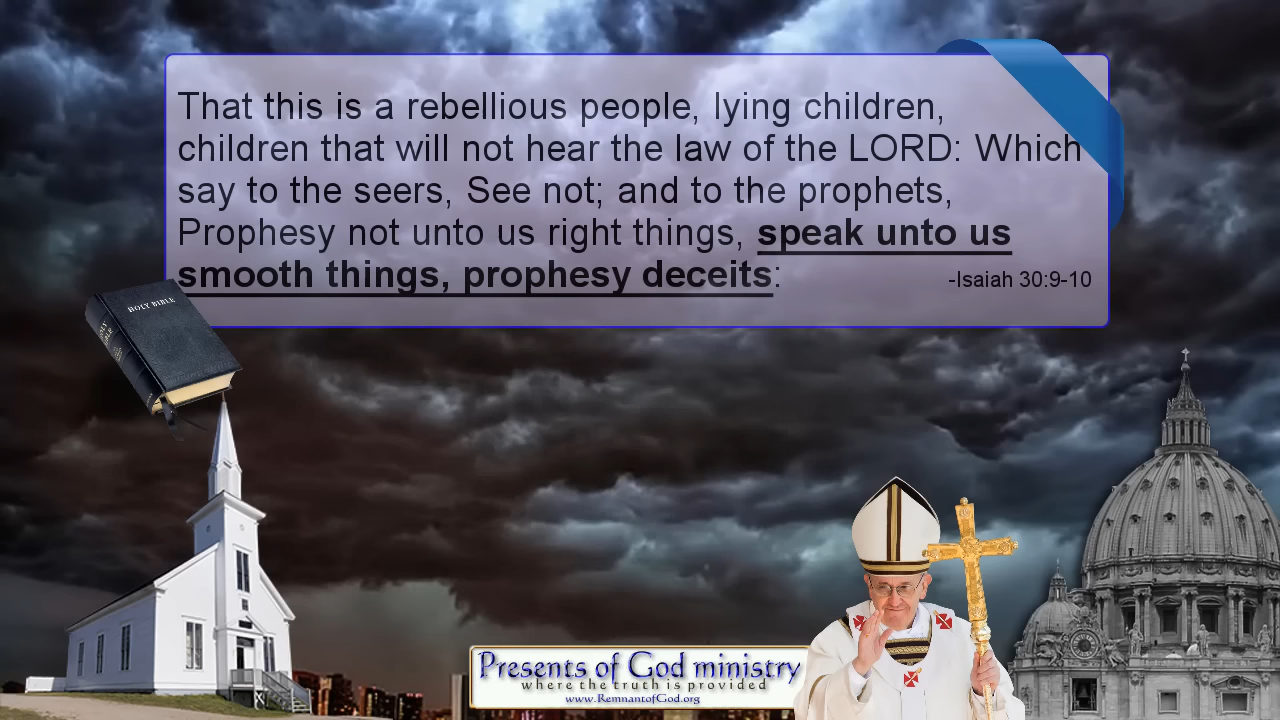 That this is a rebellious people, lying children,
children that will not hear the law of the LORD: Which
say to the seers, See not; and to the prophets,
Prophesy not unto us right things, speak unto us
smooth things, prophesy deceits:
-Isaiah 30:9-10
HOLY BIBLE
HOLY BIBLE
Presents of God ministry
where the truth is provided
www.RemnantofGod.org